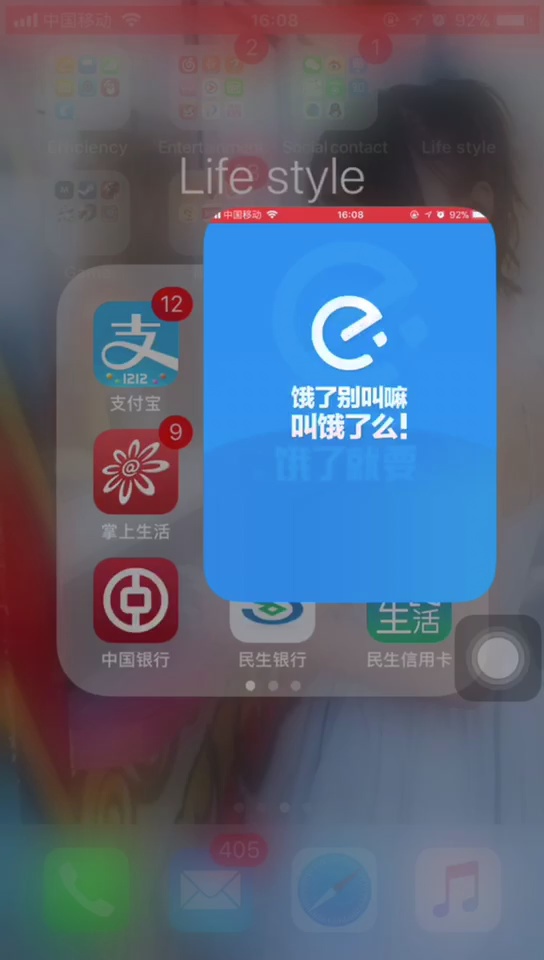 中国移动 16:08 92%
2 1
Efficiency Entertainment Social contact Life style
Life style
中国移动 16:08 92%
12
1212
支付宝
9
掌上生活
中国银行
民生银行
生活
民生信用卡
饿了别叫嘛
叫饿了么!
饿了就要
405